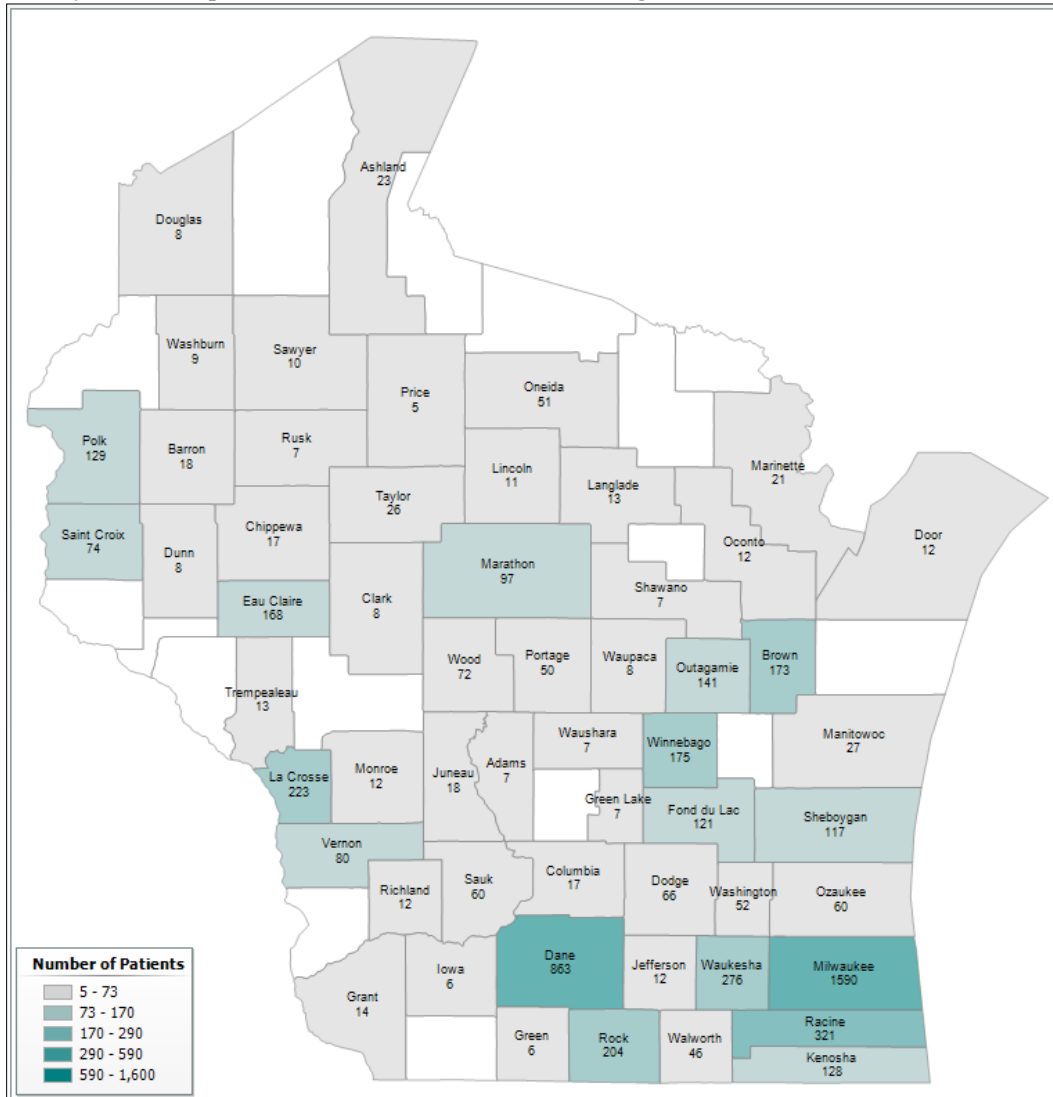 Ashland
23
Douglas
8
Washburn
9
Sawyer
10
Price
5
Oneida
51
Polk
129
Barron
18
Rusk
7
Lincoln
11
Langlade
13
Marinette
21
Taylor
26
Saint Croix
74
Dunn
8
Chippewa
17
Marathon
97
Oconto
12
Door
12
Eau Claire
168
Clark
8
Shawano
7
Wood
72
Portage
50
Waupaca
8
Outagamie
141
Brown
173
Trempealeau
13
La Crosse
223
Monroe
12
Juneau
18
Adams
7
Waushara
7
Winnebago
175
Manitowoc
27
Green Lake
7
Fond du Lac
121
Sheboygan
117
Vernon
80
Richland
12
Sauk
60
Columbia
17
Dodge
66
Washington
52
Ozaukee
60
Grant
14
Iowa
6
Dane
863
Jefferson
12
Waukesha
276
Milwaukee
1590
Green
6
Rock
204
Walworth
46
Racine
321
Kenosha
128
Number of Patients
5 - 73
73 - 170
170 - 290
290 - 590
590 - 1,600